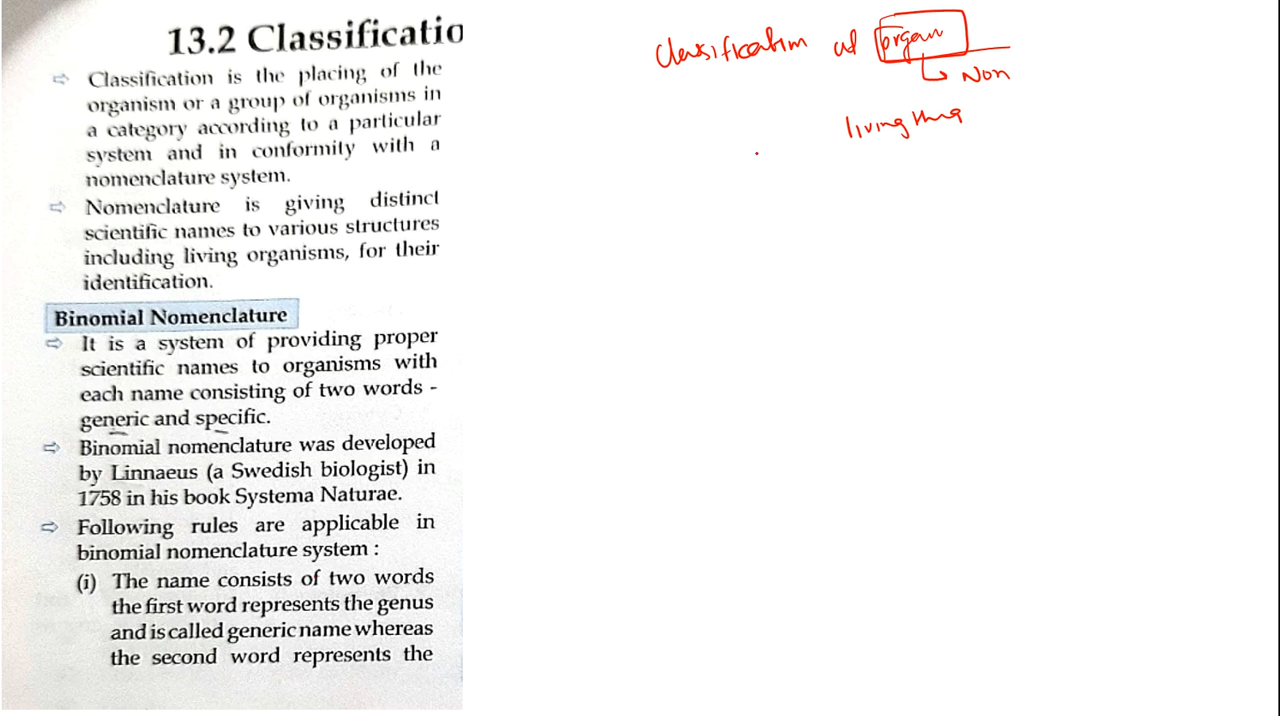 13.2 Classificatio
⇨ Classification is the placing of the
organism or a group of organisms in
a category according to a particular
system and in conformity with a
nomenclature system.
⇨ Nomenclature is giving distinct
scientific names to various structures
including living organisms, for their
identification.
Binomial Nomenclature
⇨ It is a system of providing proper
scientific names to organisms with
each name consisting of two words -
generic and specific.
⇨ Binomial nomenclature was developed
by Linnaeus (a Swedish biologist) in
1758 in his book Systema Naturae.
⇨ Following rules are applicable in
binomial nomenclature system :
(i) The name consists of two words
the first word represents the genus
and is called generic name whereas
the second word represents the
Classification of
Non
living